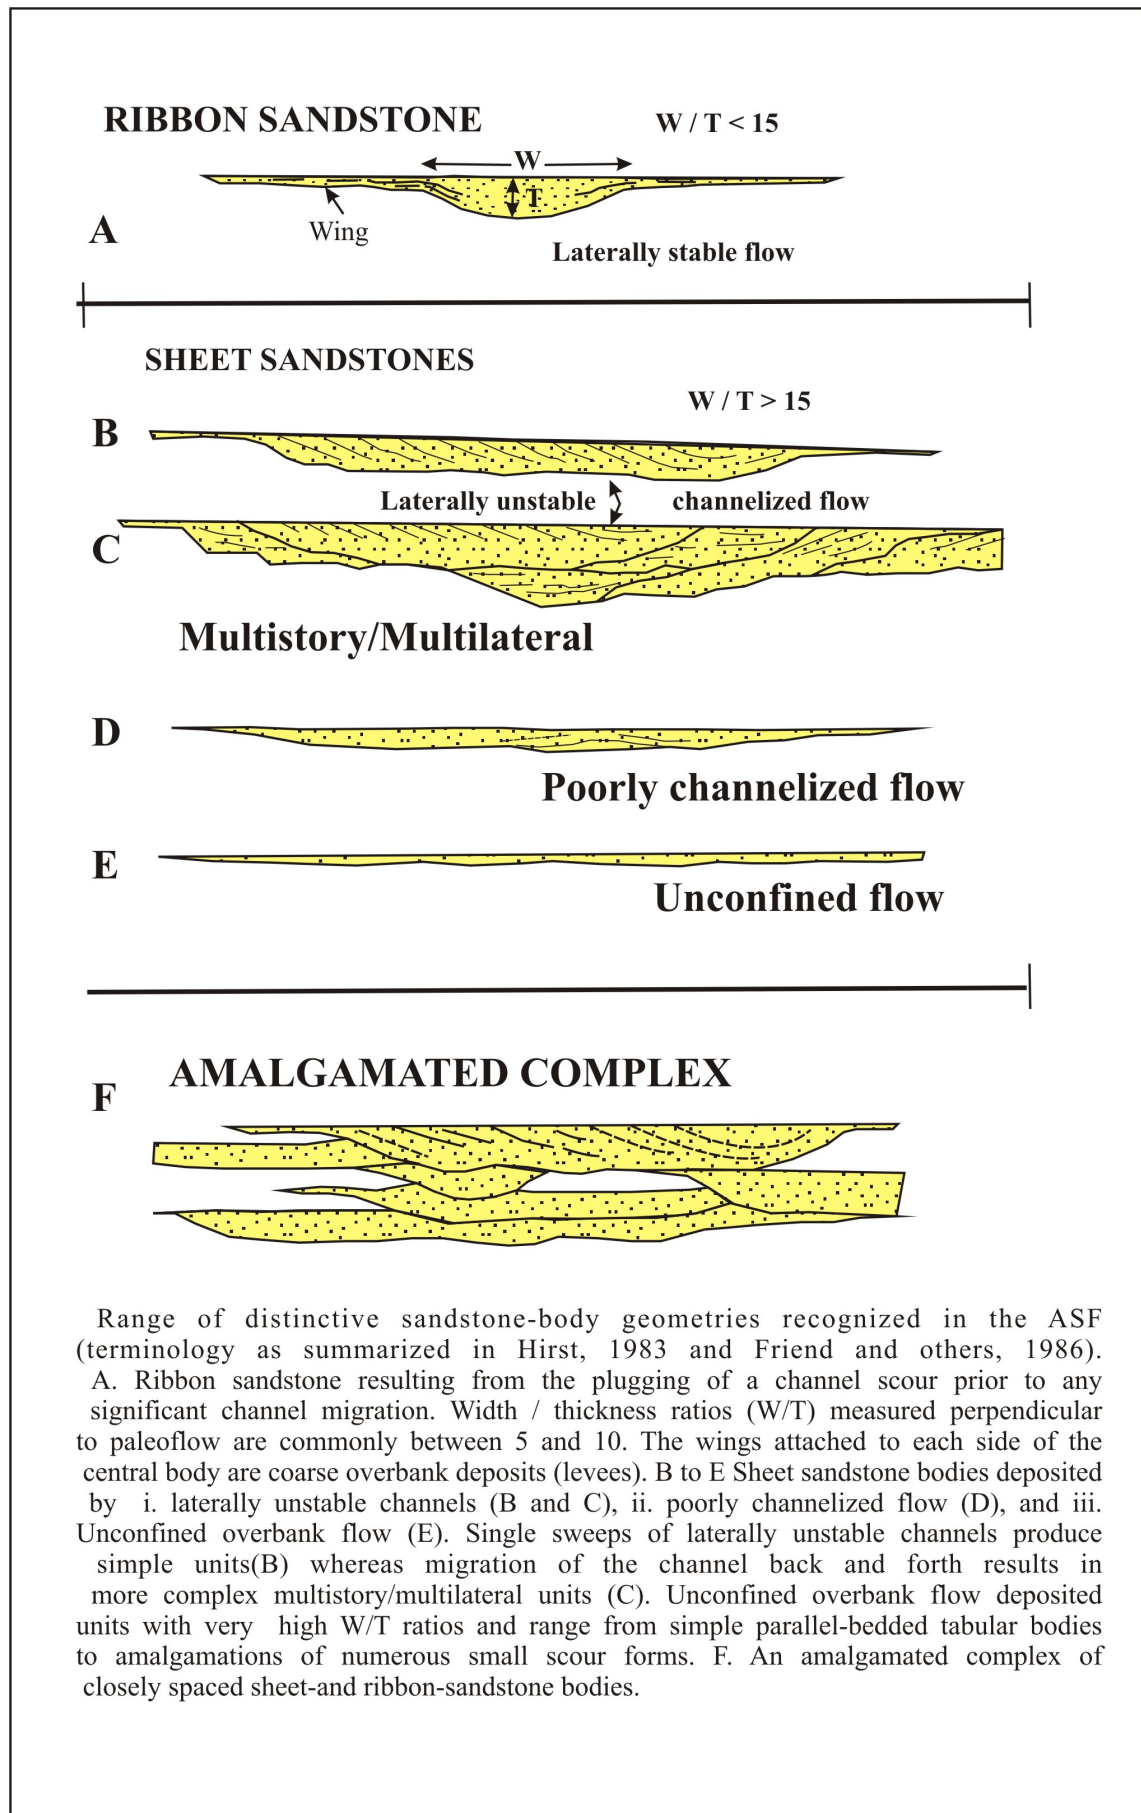 RIBBON SANDSTONE
W / T < 15
W
T
Wing
A
Laterally stable flow
SHEET SANDSTONES
W / T > 15
B
Laterally unstable channelized flow
C
Multistory/Multilateral
D
Poorly channelized flow
E
Unconfined flow
AMALGAMATED COMPLEX
F
Range of distinctive sandstone-body geometries recognized in the ASF
(terminology as summarized in Hirst, 1983 and Friend and others, 1986).
A. Ribbon sandstone resulting from the plugging of a channel scour prior to any
significant channel migration. Width / thickness ratios (W/T) measured perpendicular
to paleoflow are commonly between 5 and 10. The wings attached to each side of the
central body are coarse overbank deposits (levees). B to E Sheet sandstone bodies deposited
by i. laterally unstable channels (B and C), ii. poorly channelized flow (D), and iii.
Unconfined overbank flow (E). Single sweeps of laterally unstable channels produce
simple units(B) whereas migration of the channel back and forth results in
more complex multistory/multilateral units (C). Unconfined overbank flow deposited
units with very high W/T ratios and range from simple parallel-bedded tabular bodies
to amalgamations of numerous small scour forms. F. An amalgamated complex of
closely spaced sheet-and ribbon-sandstone bodies.